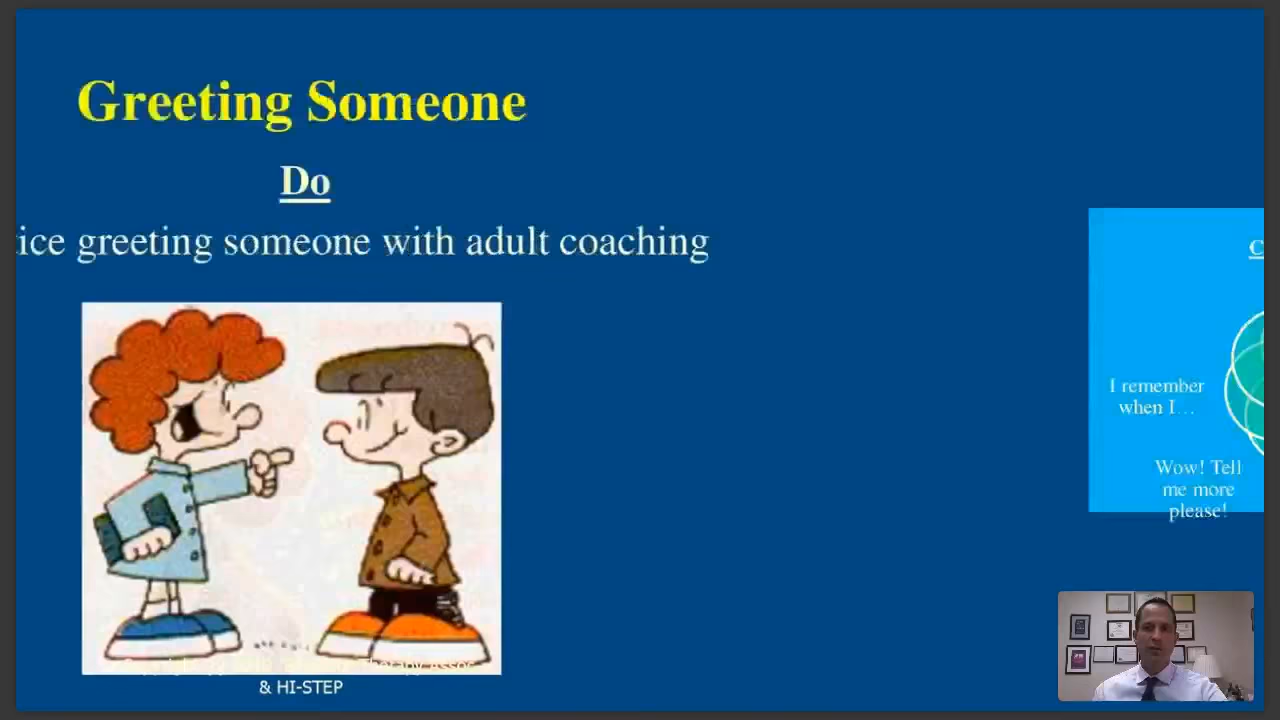 Greeting Someone
Do
ice greeting someone with adult coaching
C
I remember
when I…
Wow! Tell
me more
please!
& HI-STEP